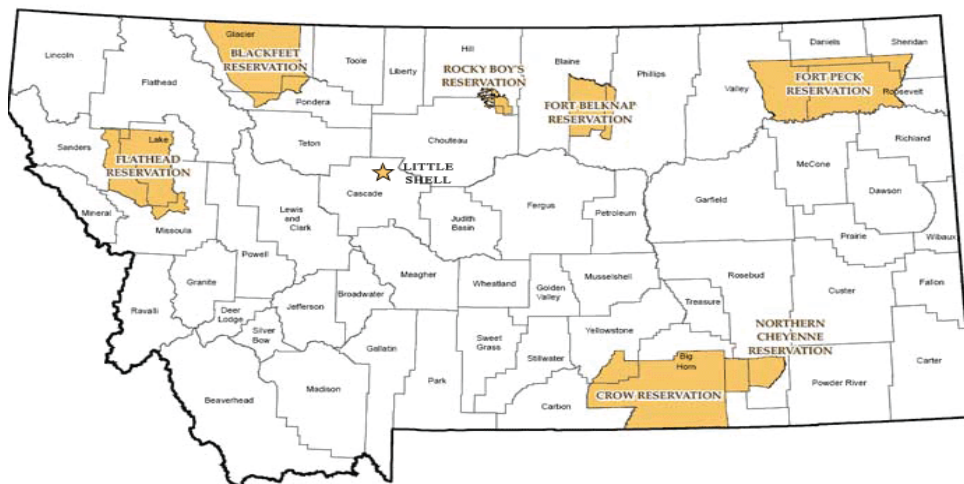 Lincoln
Flathead
Glacier
BLACKFEET
RESERVATION
Toole
Liberty
Hill
ROCKY BOY'S
RESERVATION
Blaine
FORT BELKNAP
RESERVATION
Phillips
Valley
Daniels
Sheridan
FORT PECK
RESERVATION
Roosevelt
Pondera
Sanders
Lake
FLATHEAD
RESERVATION
Teton
Chouteau
LITTLE
SHELL
Cascade
Richland
McCone
Dawson
Mineral
Missoula
Lewis
and
Clark
Judith
Basin
Fergus
Petroleum
Garfield
Prairie
Wibaux
Powell
Granite
Ravalli
Deer
Lodge
Silver
Bow
Jefferson
Broadwater
Meagher
Wheatland
Golden
Valley
Musselshell
Treasure
Rosebud
Custer
Fallon
Gallatin
Sweet
Grass
Stillwater
Yellowstone
Big
Horn
NORTHERN
CHEYENNE
RESERVATION
Beaverhead
Madison
Park
Carbon
CROW RESERVATION
Powder River
Carter